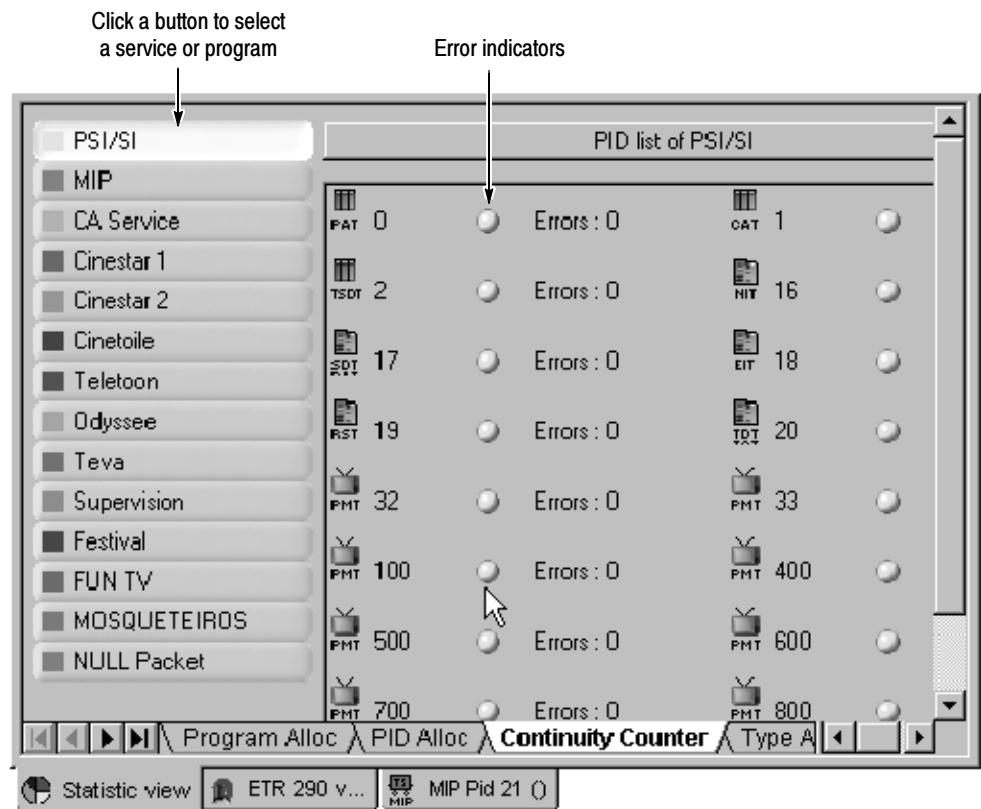 Click a button to select
a service or program
Error indicators
PSI/SI
MIP
CA Service
Cinestar 1
Cinestar 2
Cinetoile
Teletoon
Odyssee
Teva
Supervision
Festival
FUN TV
MOSQUETEIROS
NULL Packet
PID list of PSI/SI
PAT 0 Errors : 0 CAT 1
TSDT 2 Errors : 0 NIT 16
SDT 17 Errors : 0 EIT 18
RST 19 Errors : 0 TDT 20
PMT 32 Errors : 0 PMT 33
PMT 100 Errors : 0 PMT 400
PMT 500 Errors : 0 PMT 600
PMT 700 Errors : 0 PMT 800
Program Alloc PID Alloc Continuity Counter Type A
Statistic view ETR 290 v... TS MIP MIP Pid 21 ()